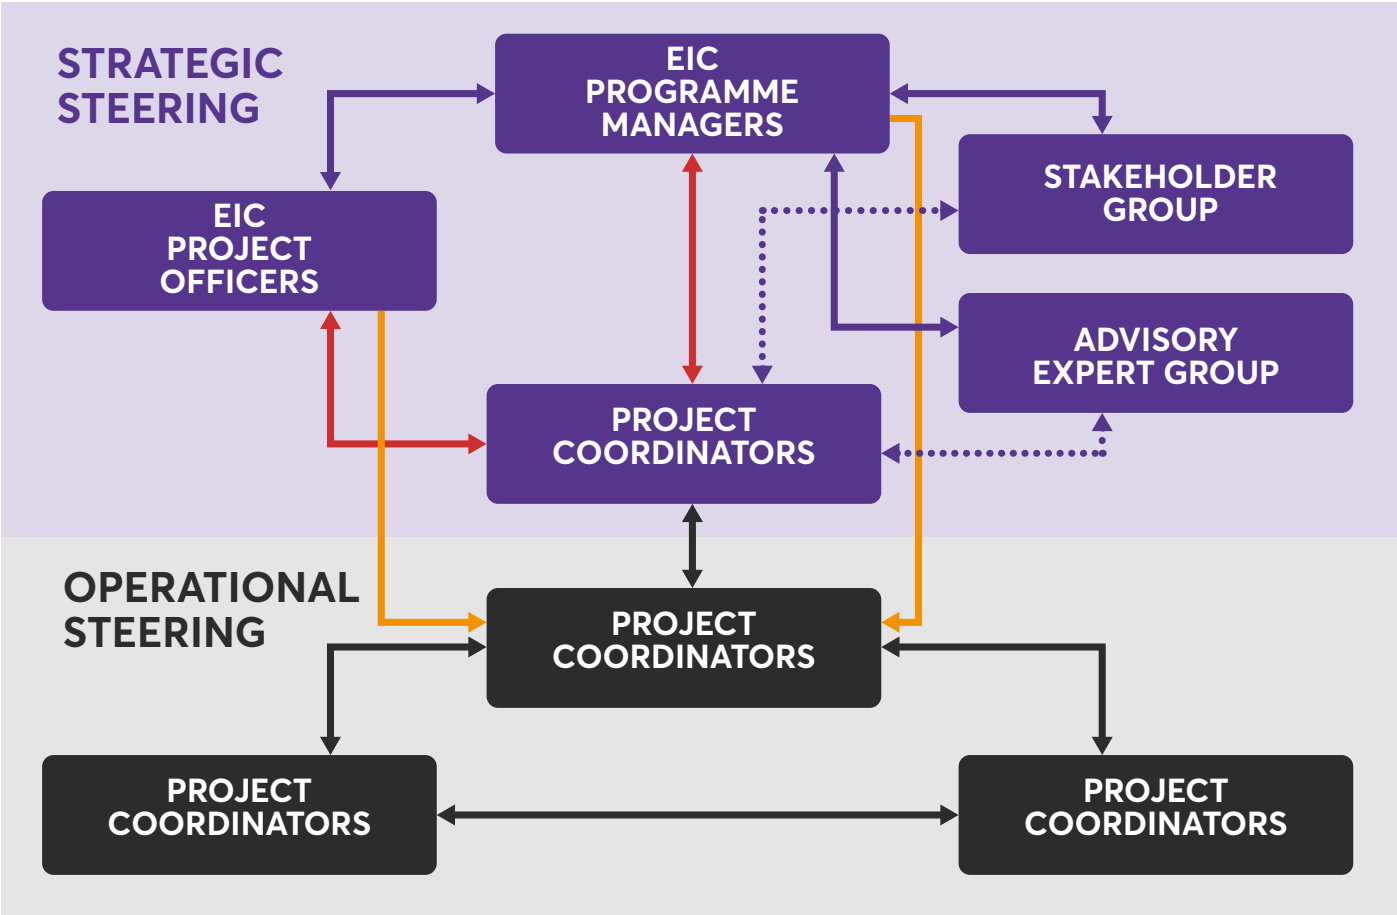 STRATEGIC
STEERING
EIC
PROGRAMME
MANAGERS
STAKEHOLDER
GROUP
EIC
PROJECT
OFFICERS
ADVISORY
EXPERT GROUP
PROJECT
COORDINATORS
OPERATIONAL
STEERING
PROJECT
COORDINATORS
PROJECT
COORDINATORS
PROJECT
COORDINATORS